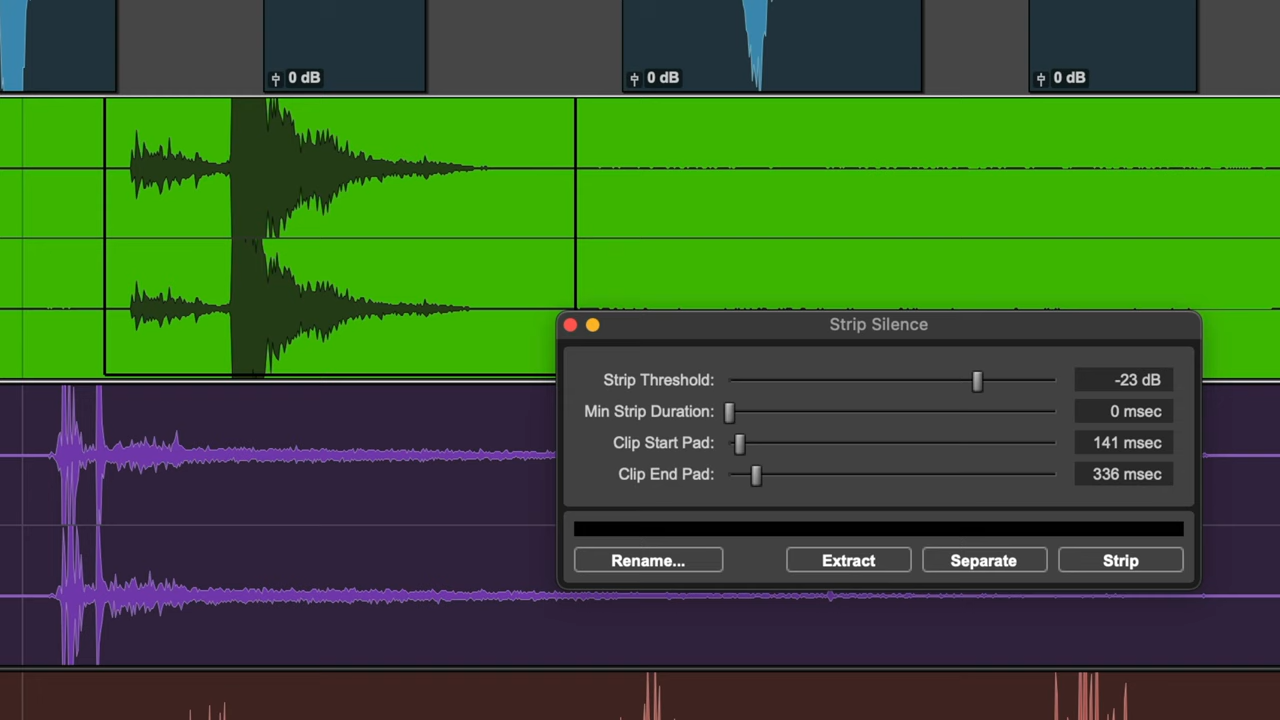 0 dB
0 dB
0 dB
Strip Silence
Strip Threshold: -23 dB
Min Strip Duration: 0 msec
Clip Start Pad: 141 msec
Clip End Pad: 336 msec
Rename... Extract Separate Strip